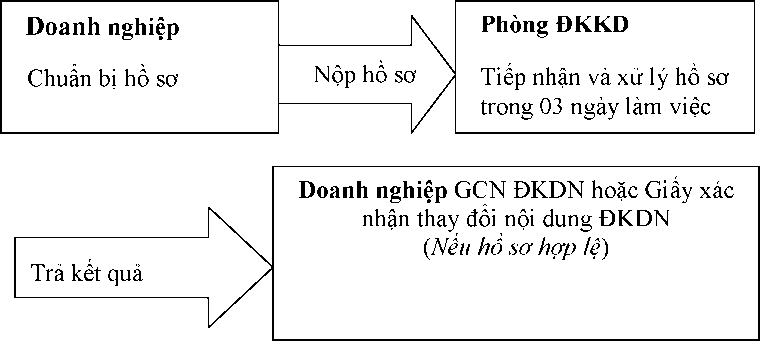 Doanh nghiệp
Chuẩn bị hồ sơ
Nộp hồ sơ
Phòng ĐKKD
Tiếp nhận và xử lý hồ sơ
trong 03 ngày làm việc
Trả kết quả
Doanh nghiệp GCN ĐKDN hoặc Giấy xác
nhận thay đổi nội dung ĐKDN
(Nếu hồ sơ hợp lệ)